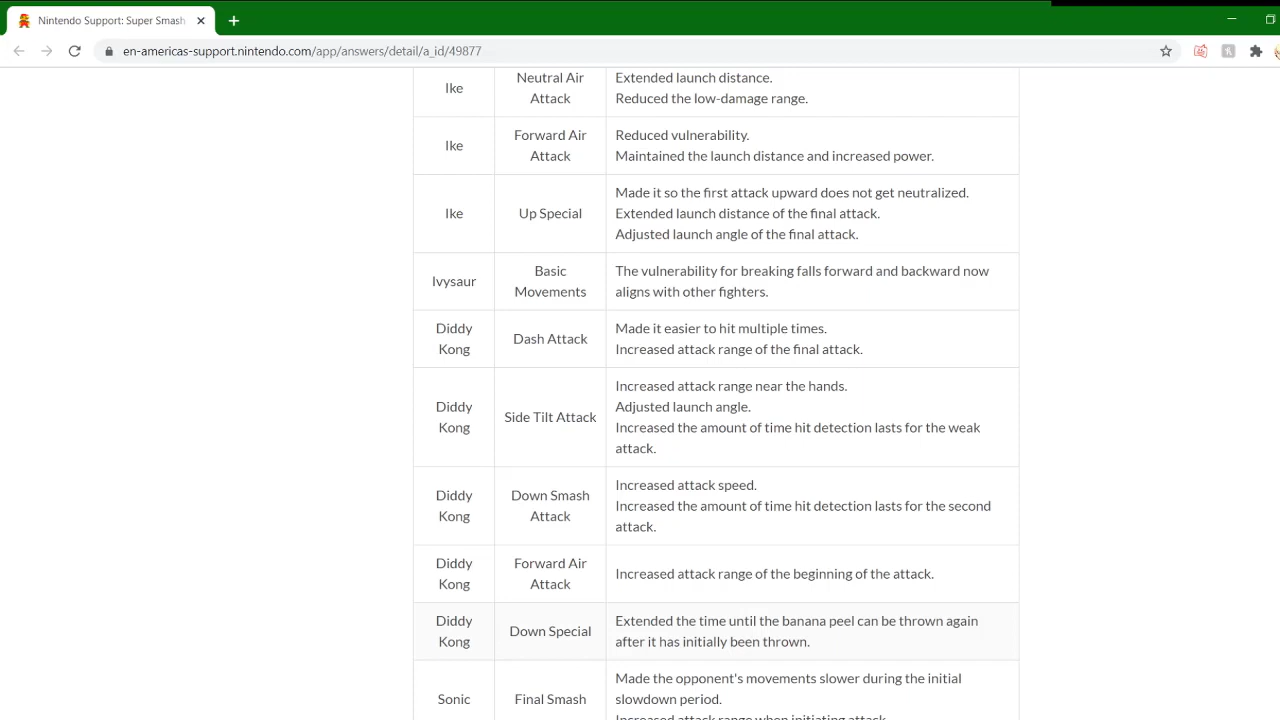 Nintendo Support: Super Smash
en-americas-support.nintendo.com/app/answers/detail/a_id/49877
Ike
Neutral Air
Attack
Extended launch distance.
Reduced the low-damage range.
Ike
Forward Air
Attack
Reduced vulnerability.
Maintained the launch distance and increased power.
Ike
Up Special
Made it so the first attack upward does not get neutralized.
Extended launch distance of the final attack.
Adjusted launch angle of the final attack.
Ivysaur
Basic
Movements
The vulnerability for breaking falls forward and backward now
aligns with other fighters.
Diddy
Kong
Dash Attack
Made it easier to hit multiple times.
Increased attack range of the final attack.
Diddy
Kong
Side Tilt Attack
Increased attack range near the hands.
Adjusted launch angle.
Increased the amount of time hit detection lasts for the weak
attack.
Diddy
Kong
Down Smash
Attack
Increased attack speed.
Increased the amount of time hit detection lasts for the second
attack.
Diddy
Kong
Forward Air
Attack
Increased attack range of the beginning of the attack.
Diddy
Kong
Down Special
Extended the time until the banana peel can be thrown again
after it has initially been thrown.
Sonic
Final Smash
Made the opponent's movements slower during the initial
slowdown period.
Increased attack range when initiating attack.